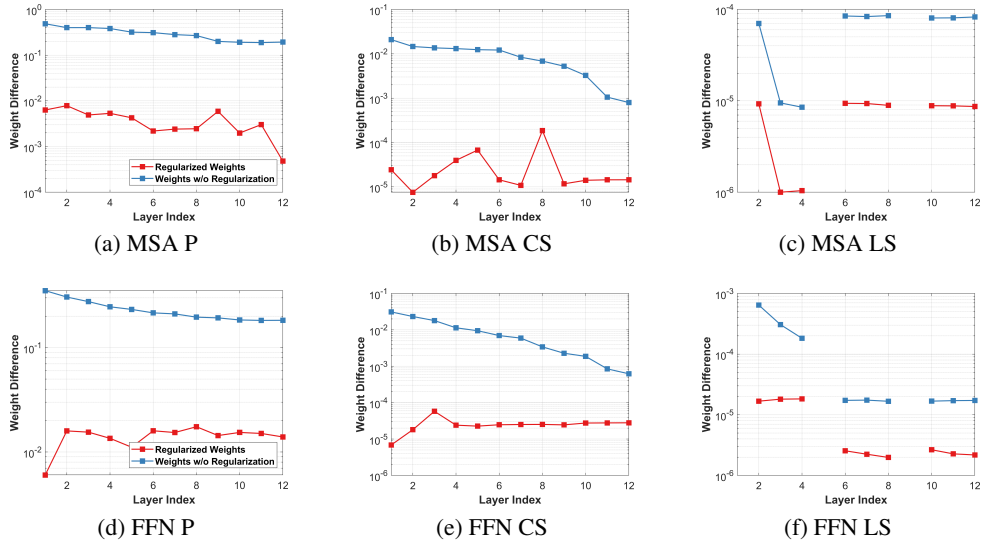 10^0
10^-1
10^-2
10^-3
10^-4
Weight Difference
Regularized Weights
Weights w/o Regularization
2 4 6 8 10 12
Layer Index
(a) MSA P
10^-1
10^-2
10^-3
10^-4
10^-5
Weight Difference
2 4 6 8 10 12
Layer Index
(b) MSA CS
10^-4
10^-5
10^-6
Weight Difference
2 4 6 8 10 12
Layer Index
(c) MSA LS
10^-1
10^-2
Weight Difference
Regularized Weights
Weights w/o Regularization
2 4 6 8 10 12
Layer Index
(d) FFN P
10^-1
10^-2
10^-3
10^-4
10^-5
10^-6
Weight Difference
2 4 6 8 10 12
Layer Index
(e) FFN CS
10^-3
10^-4
10^-5
10^-6
Weight Difference
2 4 6 8 10 12
Layer Index
(f) FFN LS